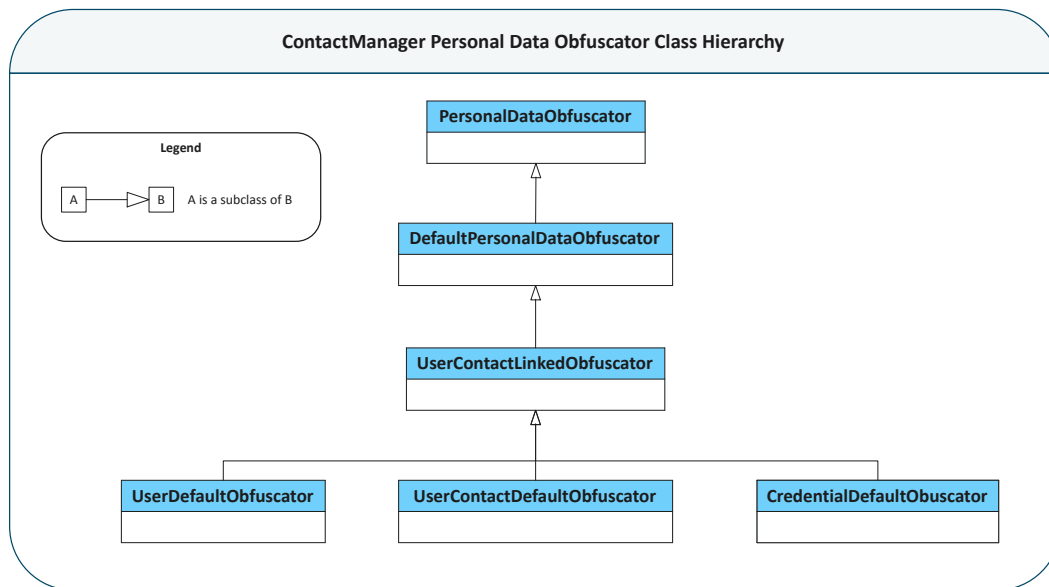 ContactManager Personal Data Obfuscator Class Hierarchy
PersonalDataObfuscator
Legend
A
B
A is a subclass of B
DefaultPersonalDataObfuscator
UserContactLinkedObfuscator
UserDefaultObfuscator
UserContactDefaultObfuscator
CredentialDefaultObuscator